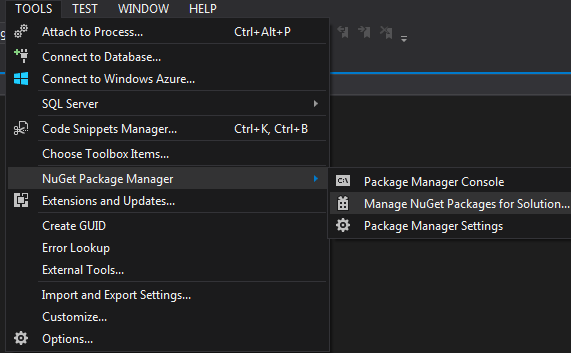 TOOLS TEST WINDOW HELP
Attach to Process... Ctrl+Alt+P
Connect to Database...
Connect to Windows Azure...
SQL Server
Code Snippets Manager... Ctrl+K, Ctrl+B
Choose Toolbox Items...
NuGet Package Manager
Extensions and Updates...
Create GUID
Error Lookup
External Tools...
Import and Export Settings...
Customize...
Options...
C:\ Package Manager Console
Manage NuGet Packages for Solution...
Package Manager Settings